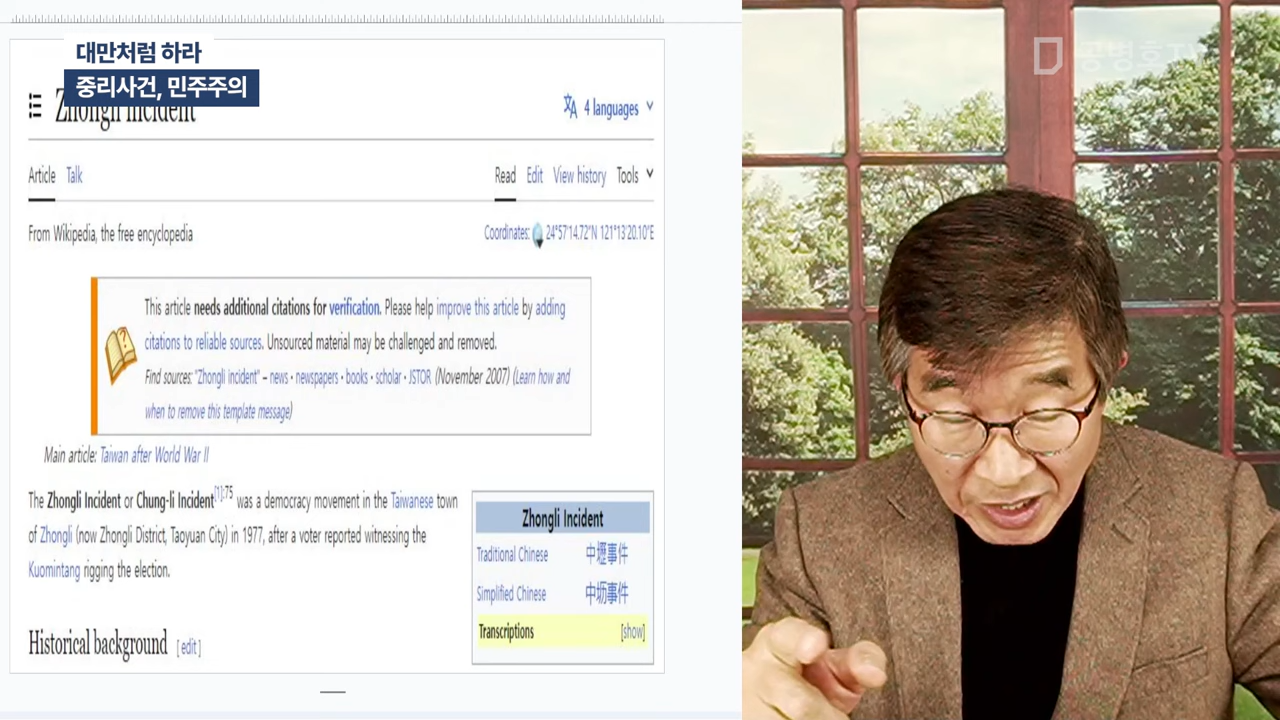 대만처럼 하라
중리사건, 민주주의
공병호TV
Zhongli Incident
4 languages
Article Talk
Read Edit View history Tools
From Wikipedia, the free encyclopedia
Coordinates: 24°57′14.72″N 121°13′20.10″E
This article needs additional citations for verification. Please help improve this article by adding
citations to reliable sources. Unsourced material may be challenged and removed.
Find sources: "Zhongli incident" – news · newspapers · books · scholar · JSTOR (November 2007) (Learn how and
when to remove this template message)
Main article: Taiwan after World War II
The Zhongli Incident or Chung-li Incident[1]:75 was a democracy movement in the Taiwanese town
of Zhongli (now Zhongli District, Taoyuan City) in 1977, after a voter reported witnessing the
Kuomintang rigging the election.
Zhongli Incident
Traditional Chinese 中壢事件
Simplified Chinese 中坜事件
Transcriptions [show]
Historical background [ edit ]